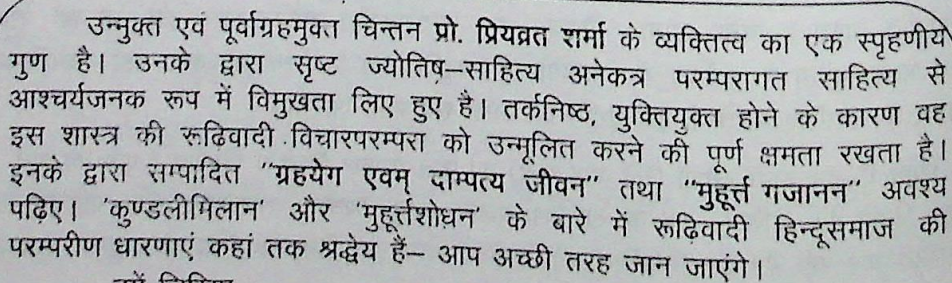 उन्मुक्त एवं पूर्वाग्रहमुक्त चिन्तन प्रो. प्रियव्रत शर्मा के व्यक्तित्व का एक स्पृहणीय
गुण है। उनके द्वारा सृष्ट ज्योतिष–साहित्य अनेकत्र परम्परागत साहित्य से
आश्चर्यजनक रूप में विमुखता लिए हुए है। तर्कनिष्ठ, युक्तियुक्त होने के कारण वह
इस शास्त्र की रूढिवादी विचारपरम्परा को उन्मूलित करने की पूर्ण क्षमता रखता है।
इनके द्वारा सम्पादित "ग्रहयेग एवम् दाम्पत्य जीवन" तथा "मुहूर्त्त गजानन" अवश्य
पढ़िए। 'कुण्डलीमिलान' और 'मुहूर्त्तशोधन' के बारे में रूढ़िवादी हिन्दूसमाज की
परम्परीण धारणाएं कहां तक श्रद्धेय हैं– आप अच्छी तरह जान जाएंगे।